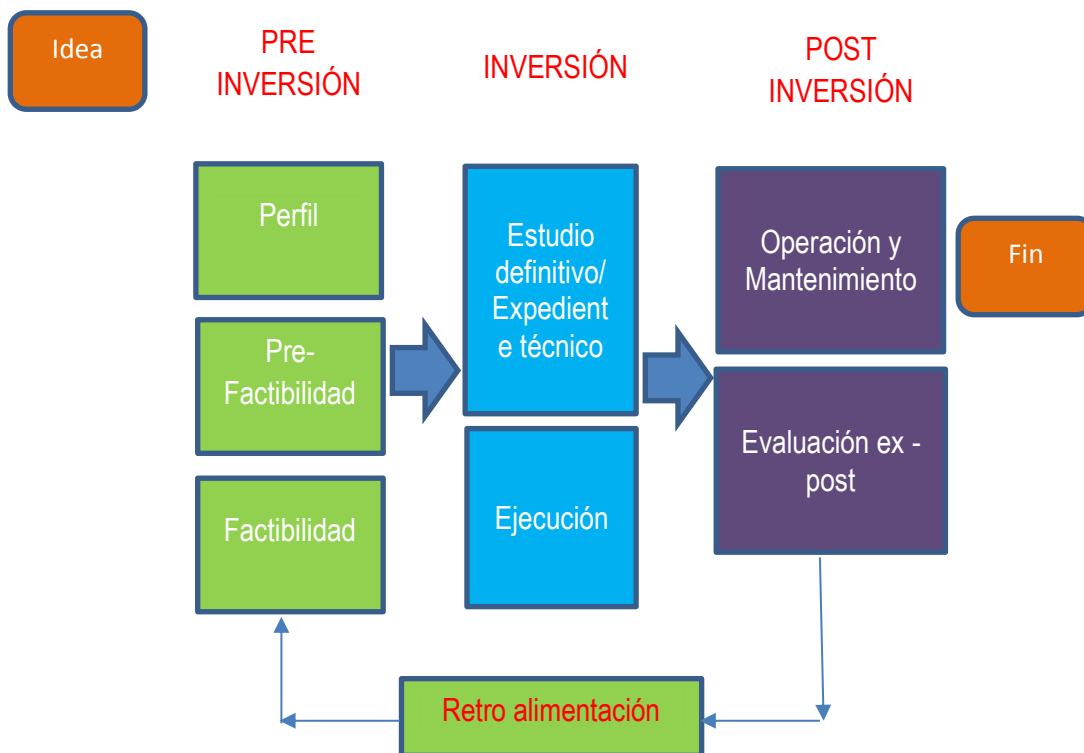 Idea
PRE
INVERSIÓN
INVERSIÓN
POST
INVERSIÓN
Perfil
Pre-
Factibilidad
Factibilidad
Estudio
definitivo/
Expedient
e técnico
Ejecución
Operación y
Mantenimiento
Evaluación ex -
post
Fin
Retro alimentación